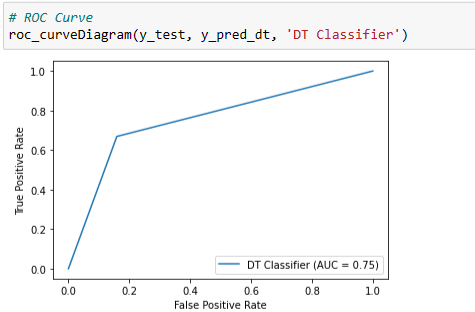 # ROC Curve
roc_curveDiagram(y_test, y_pred_dt, 'DT Classifier')
1.0
0.8
0.6
0.4
0.2
0.0
True Positive Rate
DT Classifier (AUC = 0.75)
0.0 0.2 0.4 0.6 0.8 1.0
False Positive Rate